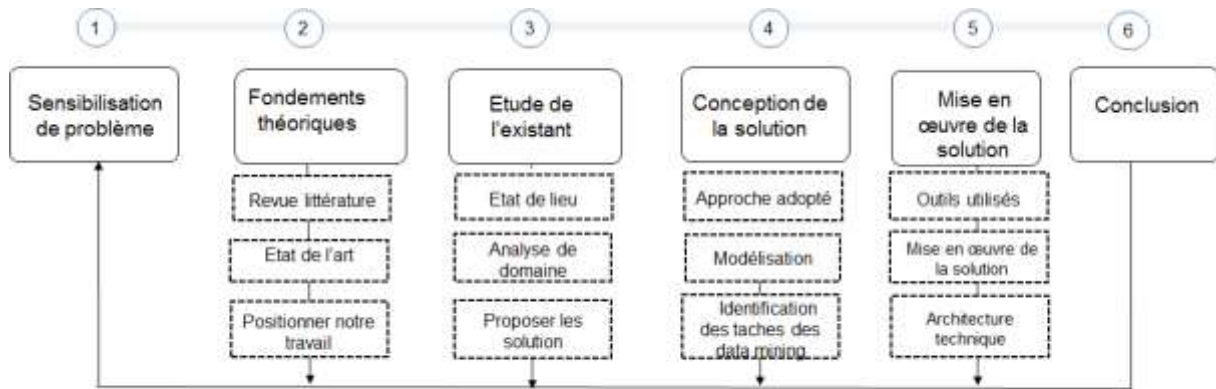 1
2
3
4
5
6
Sensibilisation
de problème
Fondements
théoriques
Etude de
l'existant
Conception de
la solution
Mise en
œuvre de la
solution
Conclusion
Revue littérature
Etat de l'art
Positionner notre
travail
Etat de lieu
Analyse de
domaine
Proposer les
solution
Approche adopté
Modélisation
Identification
des taches des
data mining
Outils utilisés
Mise en œuvre de
la solution
Architecture
technique